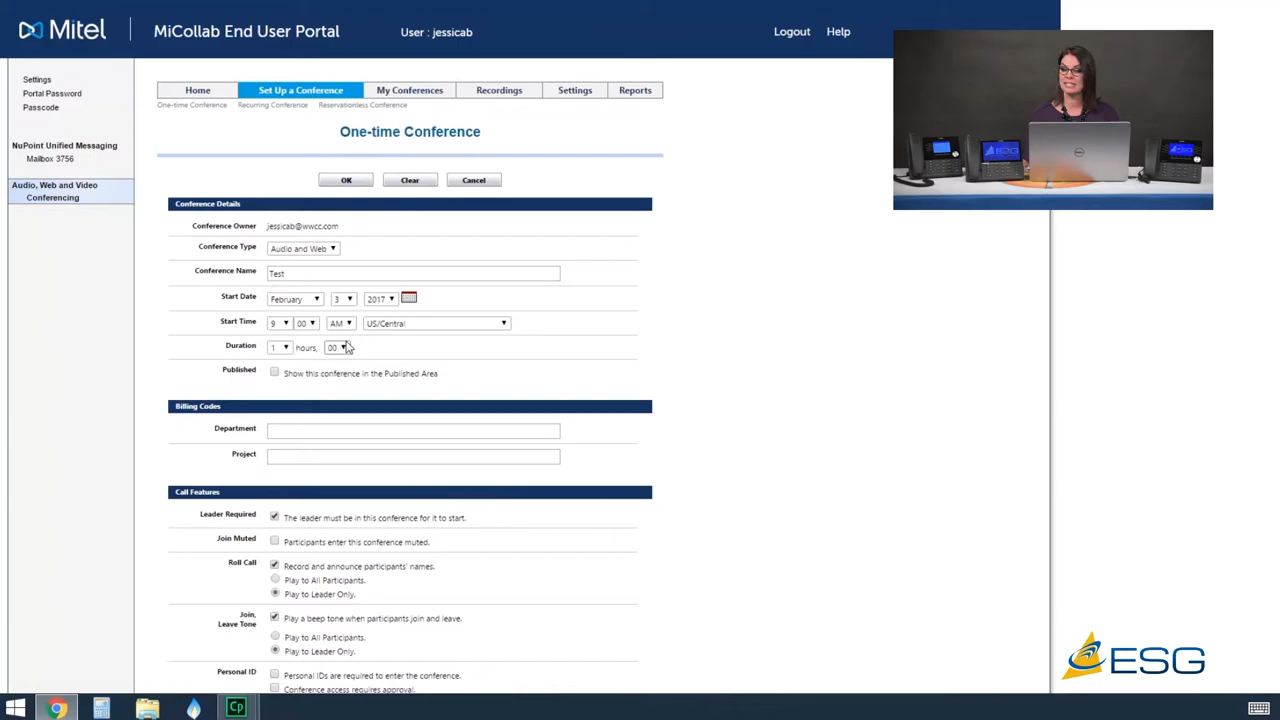 Mitel
MiCollab End User Portal
User : jessicab
Logout
Help
Settings
Portal Password
Passcode
NuPoint Unified Messaging
Mailbox 3756
Audio, Web and Video
Conferencing
Home
Set Up a Conference
My Conferences
Recordings
Settings
Reports
One-time Conference
Recurring Conference
Reservationless Conference
One-time Conference
OK
Clear
Cancel
Conference Details
Conference Owner
jessicab@wwcc.com
Conference Type
Audio and Web
Conference Name
Test
Start Date
February
3
2017
Start Time
9
00
AM
US/Central
Duration
1
hours,
00
Published
Show this conference in the Published Area
Billing Codes
Department
Project
Call Features
Leader Required
The leader must be in this conference for it to start.
Join Muted
Participants enter this conference muted.
Roll Call
Record and announce participants' names.
Play to All Participants.
Play to Leader Only.
Join,
Leave Tone
Play a beep tone when participants join and leave.
Play to All Participants.
Play to Leader Only.
Personal ID
Personal IDs are required to enter the conference.
Conference access requires approval.
ESG
ESG
Cp